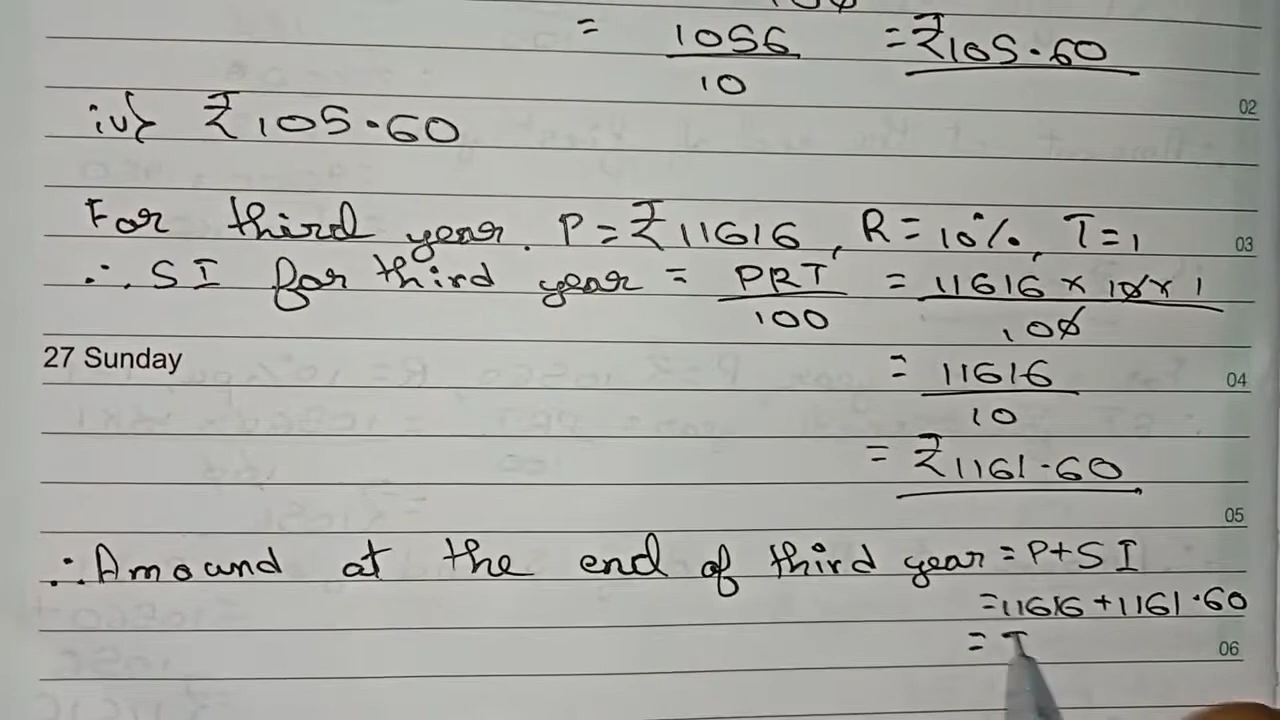 = 1056 / 10 = ₹105.60
02
iv} ₹105.60
For third year. P = ₹11616, R = 10%, T = 1
03
∴ SI for third year = PRT / 100 = 11616 × 10 × 1 / 100
27 Sunday
= 11616 / 10
04
= ₹1161.60
05
∴ Amound at the end of third year = P + SI
= 11616 + 1161.60
=
06